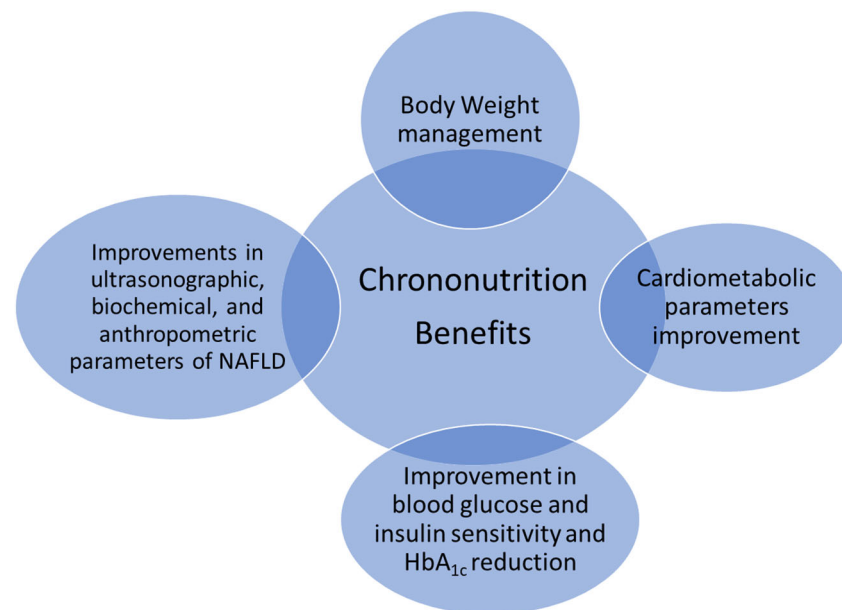 Body Weight
management
Improvements in
ultrasonographic,
biochemical, and
anthropometric
parameters of NAFLD
Chrononutrition
Benefits
Cardiometabolic
parameters
improvement
Improvement in
blood glucose and
insulin sensitivity and
HbA1c reduction